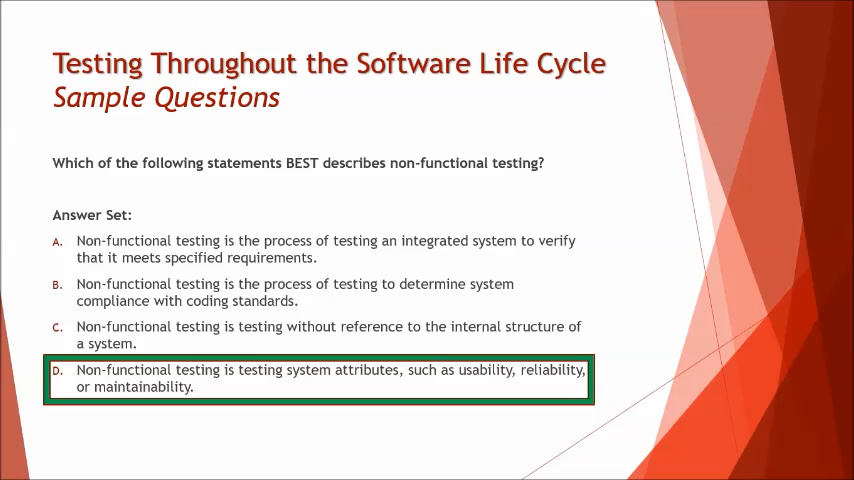 Testing Throughout the Software Life Cycle
Sample Questions
Which of the following statements BEST describes non-functional testing?
Answer Set:
A. Non-functional testing is the process of testing an integrated system to verify
that it meets specified requirements.
B. Non-functional testing is the process of testing to determine system
compliance with coding standards.
C. Non-functional testing is testing without reference to the internal structure of
a system.
D. Non-functional testing is testing system attributes, such as usability, reliability,
or maintainability.